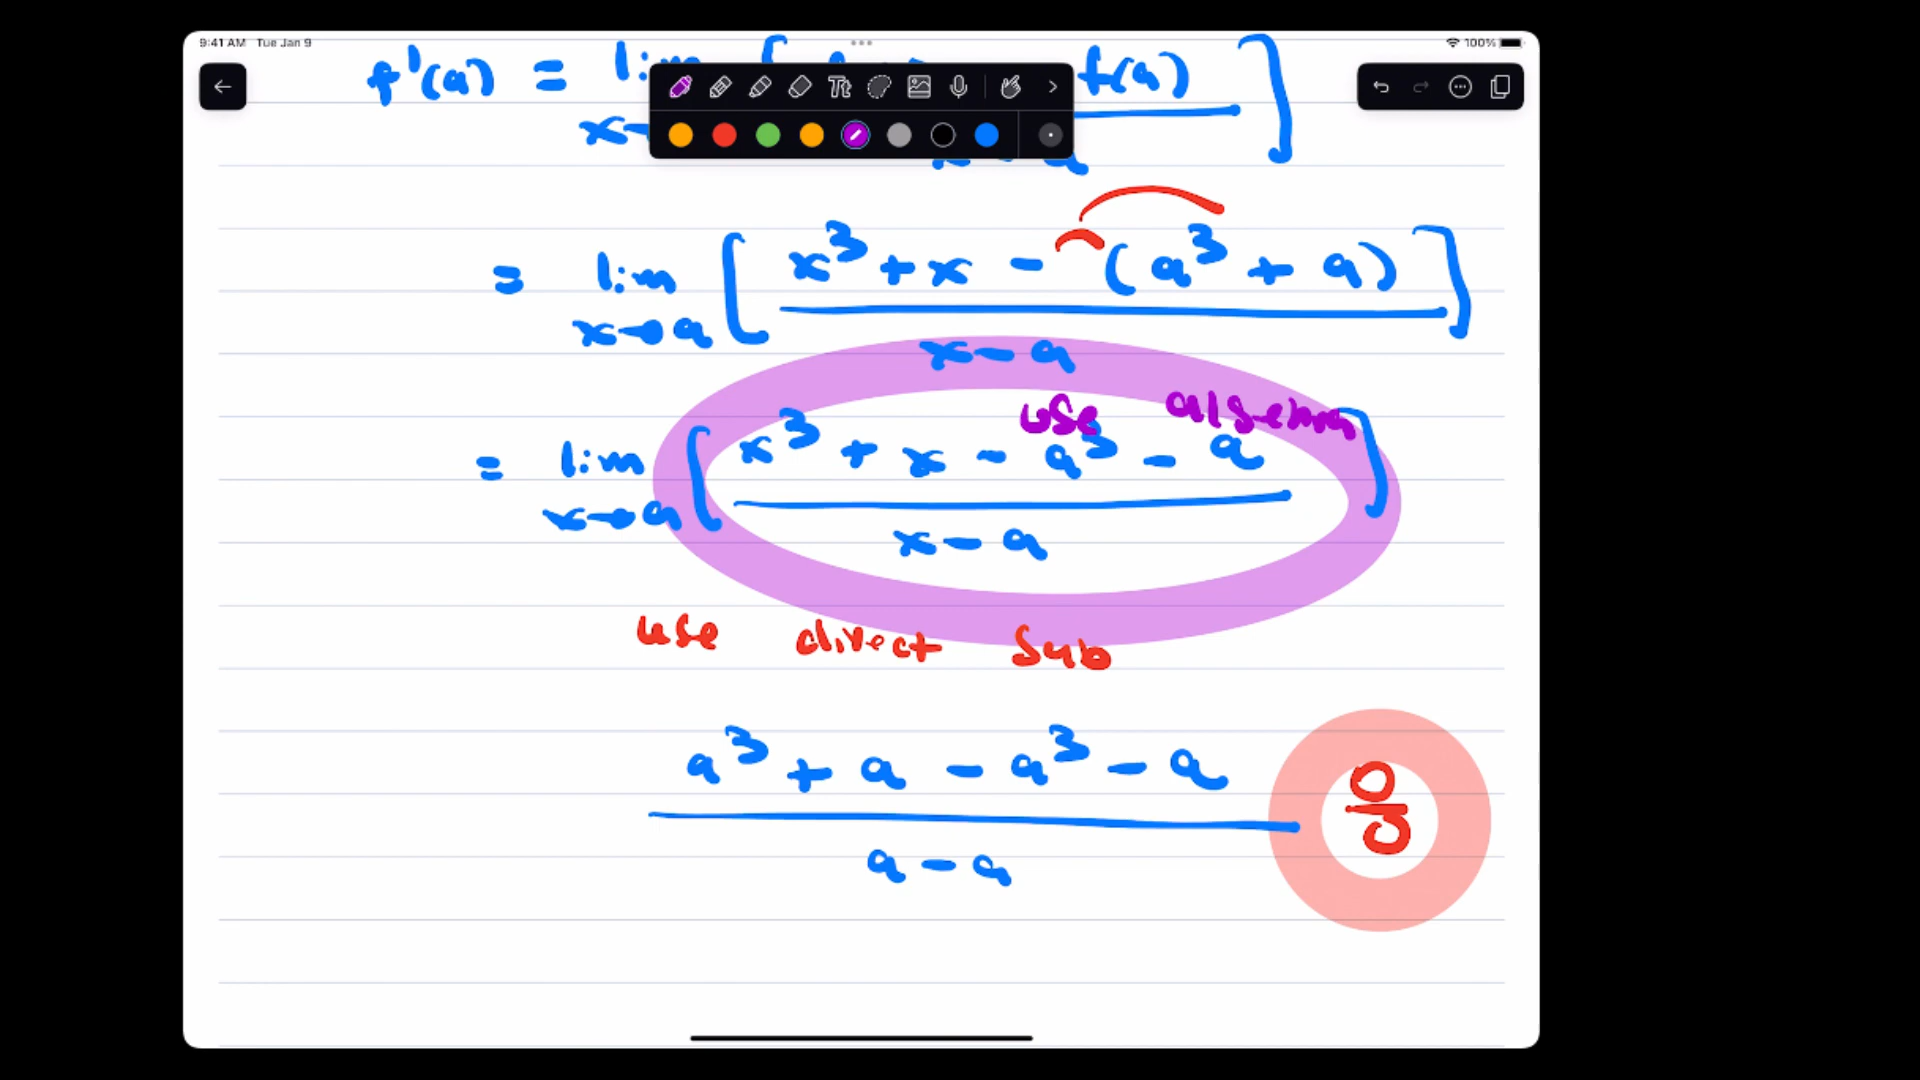 9:41 AM Tue Jan 9 100%
f'(a) = lim [ f(a) ]
x - a
Tt
= lim [ x³ + x - (a³ + a) ]
x→a x - a
use algebra
= lim [ x³ + x - a³ - a ]
x→a x - a
use direct sub
a³ + a - a³ - a
a - a
0/0